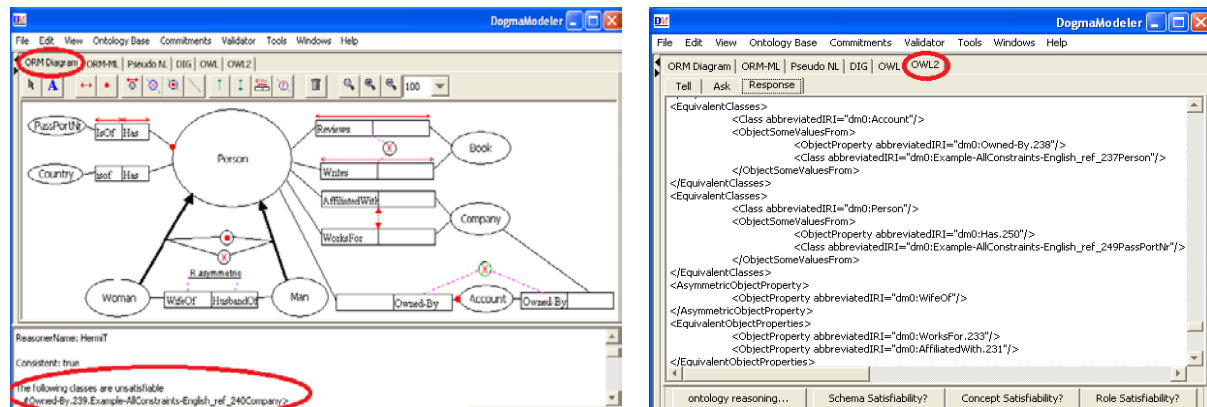 DogmaModeler
File Edit View Ontology Base Commitments Validator Tools Windows Help
ORM Diagram ORM-ML Pseudo NL DIG OWL OWL2
A 100
PassPortNr IsOf Has
Person
Reviews
X
Book
Country Isof Has
Writes
AffiliatedWith
Company
WorksFor
X
R asymmetric
X
Woman WifeOf HusbandOf Man
Owned-By Account Owned-By
ReasonerName: HermiT
Consistent: true
The following classes are unsatisfiable
#Owned-By.239.Example-AllConstraints-English_ref_240Company>
DogmaModeler
File Edit View Ontology Base Commitments Validator Tools Windows Help
ORM Diagram ORM-ML Pseudo NL DIG OWL OWL2
Tell Ask Response
<EquivalentClasses>
<Class abbreviatedIRI="dm0:Account"/>
<ObjectSomeValuesFrom>
<ObjectProperty abbreviatedIRI="dm0:Owned-By.238"/>
<Class abbreviatedIRI="dm0:Example-AllConstraints-English_ref_237Person"/>
</ObjectSomeValuesFrom>
</EquivalentClasses>
<EquivalentClasses>
<Class abbreviatedIRI="dm0:Person"/>
<ObjectSomeValuesFrom>
<ObjectProperty abbreviatedIRI="dm0:Has.250"/>
<Class abbreviatedIRI="dm0:Example-AllConstraints-English_ref_249PassPortNr"/>
</ObjectSomeValuesFrom>
</EquivalentClasses>
<AsymmetricObjectProperty>
<ObjectProperty abbreviatedIRI="dm0:WifeOf"/>
</AsymmetricObjectProperty>
<EquivalentObjectProperties>
<ObjectProperty abbreviatedIRI="dm0:WorksFor.233"/>
<ObjectProperty abbreviatedIRI="dm0:AffiliatedWith.231"/>
</EquivalentObjectProperties>
ontology reasoning... Schema Satisfiability? Concept Satisfiability? Role Satisfiability?